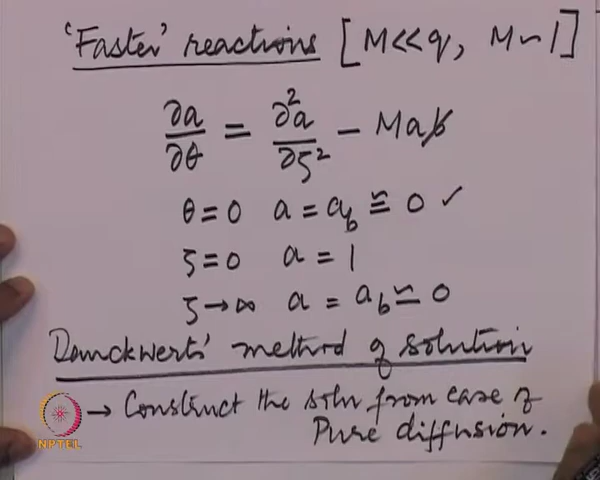 'Faster' reactions [M<<q, M~1]
∂a/∂θ = ∂²a/∂ζ² - Mab̸
θ=0 a = a_b ≅ 0 ✓
ζ=0 a = 1
ζ→∞ a = a_b ≃ 0
Danckwerts' method of solution
→ Construct the soln from case of
Pure diffusion.
NPTEL